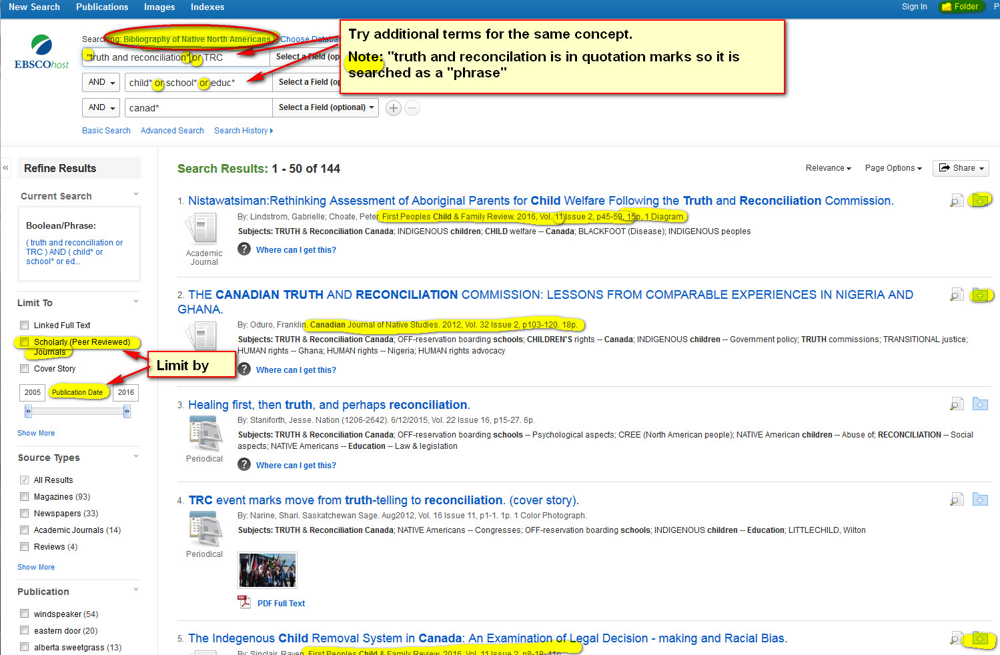 New Search Publications Images Indexes Sign In Folder P
Searching: Bibliography of Native North Americans Choose Databas
EBSCOhost
"truth and reconciliation" or TRC Select a Field (op
AND child* or school* or educ* Select a Field (op
AND canad* Select a Field (optional)
Basic Search Advanced Search Search History
Try additional terms for the same concept.
Note: "truth and reconcilation is in quotation marks so it is
searched as a "phrase"
« Refine Results
Current Search
Boolean/Phrase:
( truth and reconciliation or
TRC ) AND ( child* or
school* or ed...
Limit To
Linked Full Text
Scholarly (Peer Reviewed)
Journals
Cover Story
Limit by
2005 Publication Date 2016
Show More
Source Types
All Results
Magazines (93)
Newspapers (33)
Academic Journals (14)
Reviews (4)
Show More
Publication
windspeaker (54)
eastern door (20)
alberta sweetgrass (13)
Search Results: 1 - 50 of 144 Relevance Page Options Share
1. Nistawatsiman:Rethinking Assessment of Aboriginal Parents for Child Welfare Following the Truth and Reconciliation Commission.
By: Lindstrom, Gabrielle; Choate, Peter. First Peoples Child & Family Review. 2016, Vol. 11 Issue 2, p45-59, 15p, 1 Diagram.
Subjects: TRUTH & Reconciliation Canada; INDIGENOUS children; CHILD welfare -- Canada; BLACKFOOT (Disease); INDIGENOUS peoples
Academic
Journal
? Where can I get this?
2. THE CANADIAN TRUTH AND RECONCILIATION COMMISSION: LESSONS FROM COMPARABLE EXPERIENCES IN NIGERIA AND
GHANA.
By: Oduro, Franklin. Canadian Journal of Native Studies. 2012, Vol. 32 Issue 2, p103-120. 18p.
Subjects: TRUTH & Reconciliation Canada; OFF-reservation boarding schools; CHILDREN'S rights -- Canada; INDIGENOUS children -- Government policy; TRUTH commissions; TRANSITIONAL justice;
HUMAN rights -- Ghana; HUMAN rights -- Nigeria; HUMAN rights advocacy
? Where can I get this?
3. Healing first, then truth, and perhaps reconciliation.
By: Staniforth, Jesse. Nation (1206-2642). 6/12/2015, Vol. 22 Issue 16, p15-27. 6p.
Subjects: TRUTH & Reconciliation Canada; OFF-reservation boarding schools -- Psychological aspects; CREE (North American people); NATIVE American children -- Abuse of; RECONCILIATION -- Social
aspects; NATIVE Americans -- Education -- Law & legislation
Periodical
? Where can I get this?
4. TRC event marks move from truth-telling to reconciliation. (cover story).
By: Narine, Shari. Saskatchewan Sage. Aug2012, Vol. 16 Issue 11, p1-1. 1p. 1 Color Photograph.
Subjects: TRUTH & Reconciliation Canada; NATIVE Americans -- Congresses; OFF-reservation boarding schools; INDIGENOUS children -- Education; LITTLECHILD, Wilton
Periodical
PDF Full Text
5. The Indegenous Child Removal System in Canada: An Examination of Legal Decision - making and Racial Bias.
By: Sinclair, Raven. First Peoples Child & Family Review. 2016, Vol. 11 Issue 2, p8-18. 11p.